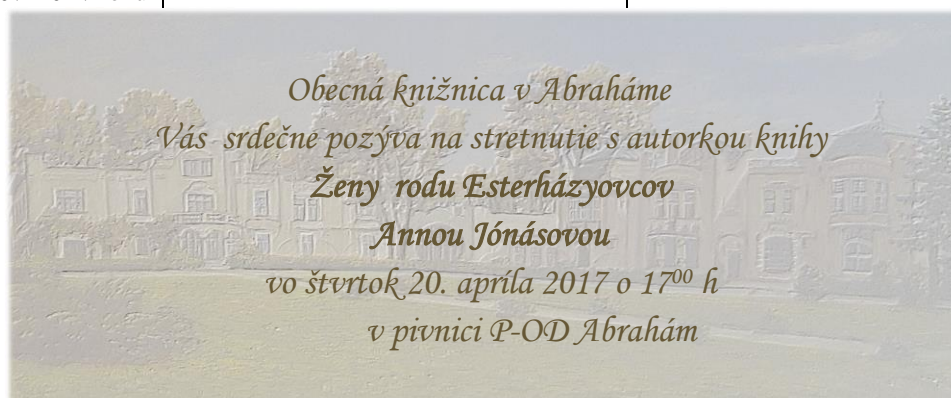 Obecná knižnica v Abraháme
Vás srdečne pozýva na stretnutie s autorkou knihy
Ženy rodu Esterházyovcov
Annou Jónásovou
vo štvrtok 20. apríla 2017 o 17⁰⁰ h
v pivnici P-OD Abrahám